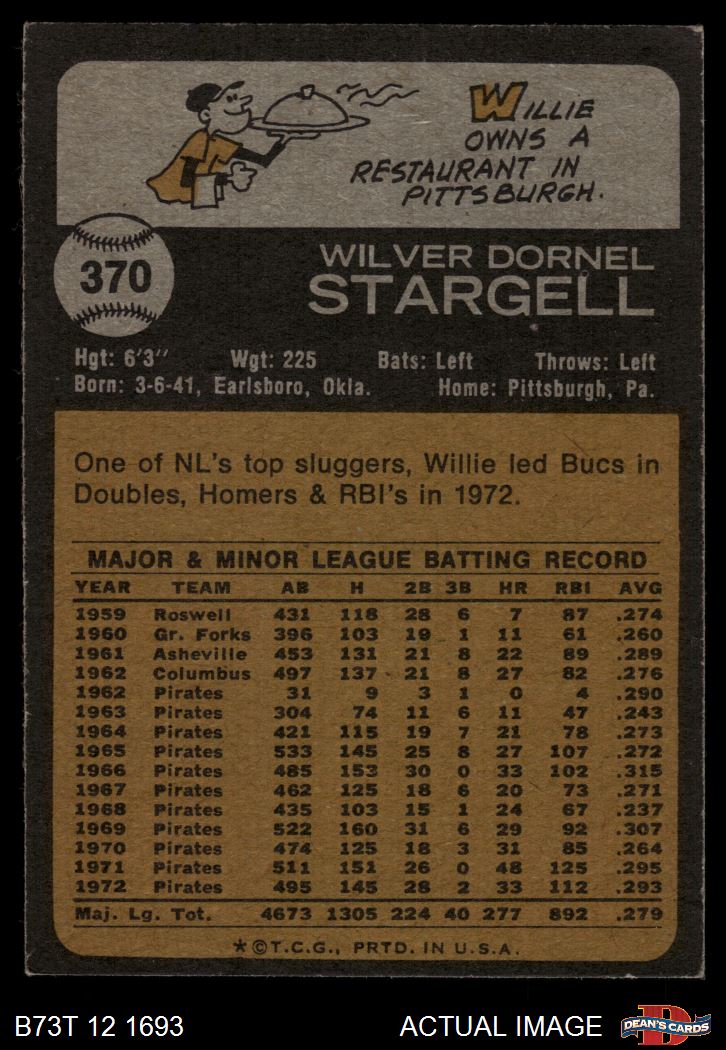 WILLIE
OWNS A
RESTAURANT IN
PITTSBURGH.
370
WILVER DORNEL
STARGELL
Hgt: 6'3" Wgt: 225 Bats: Left Throws: Left
Born: 3-6-41, Earlsboro, Okla. Home: Pittsburgh, Pa.
One of NL's top sluggers, Willie led Bucs in
Doubles, Homers & RBI's in 1972.
MAJOR & MINOR LEAGUE BATTING RECORD
YEAR TEAM AB H 2B 3B HR RBI AVG
1959 Roswell 431 118 28 6 7 87 .274
1960 Gr. Forks 396 103 19 1 11 61 .260
1961 Asheville 453 131 21 8 22 89 .289
1962 Columbus 497 137 21 8 27 82 .276
1962 Pirates 31 9 3 1 0 4 .290
1963 Pirates 304 74 11 6 11 47 .243
1964 Pirates 421 115 19 7 21 78 .273
1965 Pirates 533 145 25 8 27 107 .272
1966 Pirates 485 153 30 0 33 102 .315
1967 Pirates 462 125 18 6 20 73 .271
1968 Pirates 435 103 15 1 24 67 .237
1969 Pirates 522 160 31 6 29 92 .307
1970 Pirates 474 125 18 3 31 85 .264
1971 Pirates 511 151 26 0 48 125 .295
1972 Pirates 495 145 28 2 33 112 .293
Maj. Lg. Tot. 4673 1305 224 40 277 892 .279
*©T.C.G., PRTD. IN U.S.A.
B73T 12 1693 ACTUAL IMAGE D DEAN'S CARDS